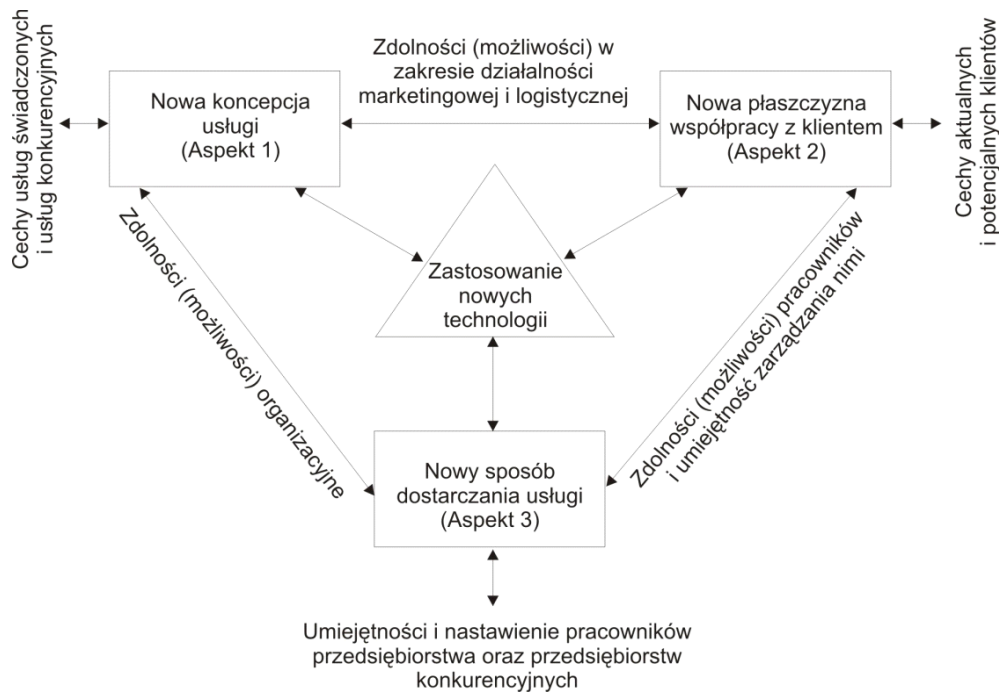 Cechy usług świadczonych
i usług konkurencyjnych
Nowa koncepcja
usługi
(Aspekt 1)
Zdolności (możliwości) w
zakresie działalności
marketingowej i logistycznej
Nowa płaszczyzna
współpracy z klientem
(Aspekt 2)
Cechy aktualnych
i potencjalnych klientów
Zdolności (możliwości) organizacyjne
Zastosowanie
nowych
technologii
Zdolności (możliwości) pracowników
i umiejętność zarządzania nimi
Nowy sposób
dostarczania usługi
(Aspekt 3)
Umiejętności i nastawienie pracowników
przedsiębiorstwa oraz przedsiębiorstw
konkurencyjnych